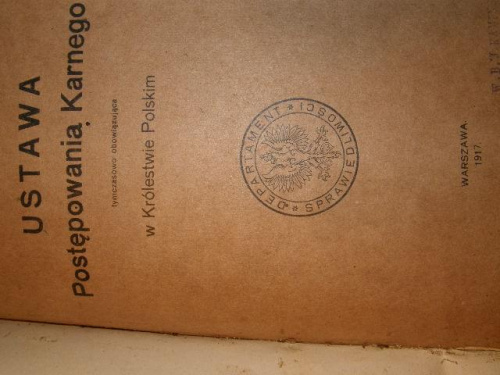 USTAWA
Postępowania Karnego
tymczasowo obowiązująca
w Królestwie Polskim
DEPARTAMENT * SPRAWIEDLIWOŚCI *
WARSZAWA.
1917.